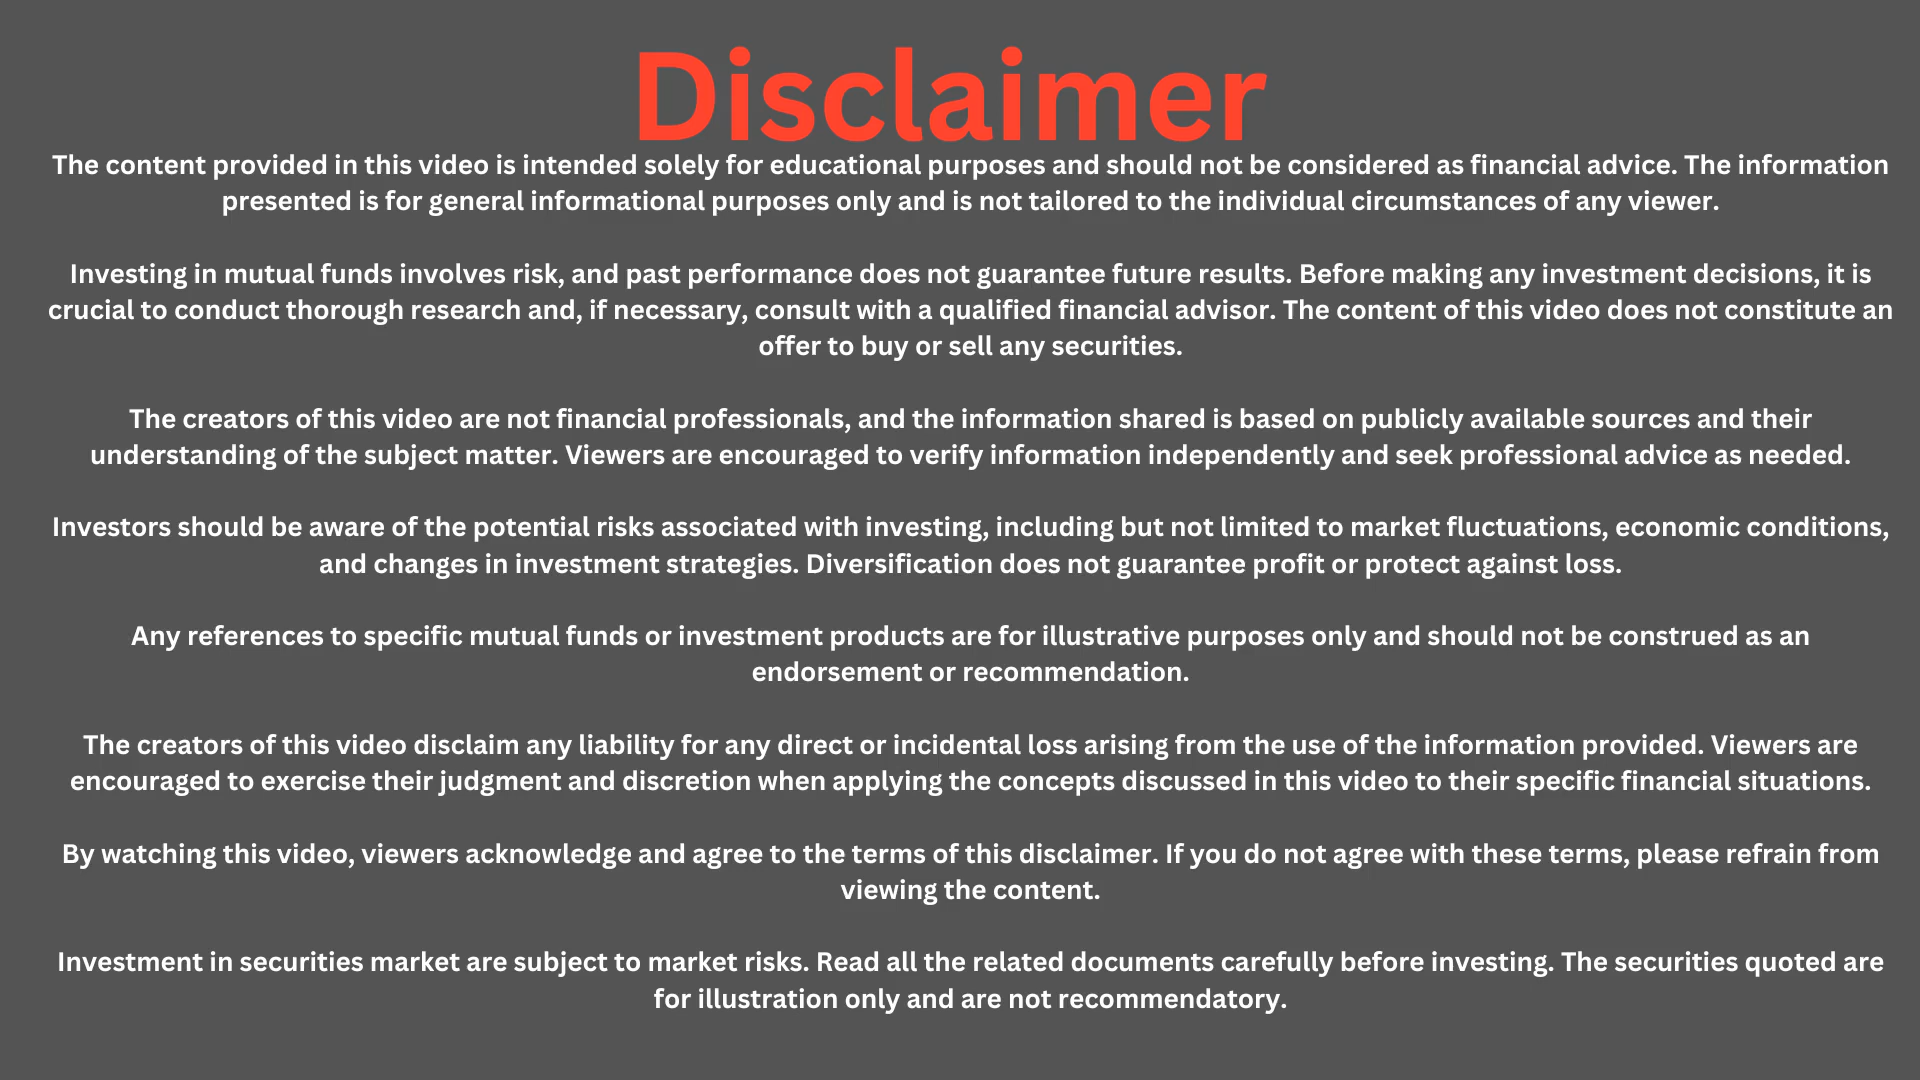 Disclaimer
The content provided in this video is intended solely for educational purposes and should not be considered as financial advice. The information
presented is for general informational purposes only and is not tailored to the individual circumstances of any viewer.
Investing in mutual funds involves risk, and past performance does not guarantee future results. Before making any investment decisions, it is
crucial to conduct thorough research and, if necessary, consult with a qualified financial advisor. The content of this video does not constitute an
offer to buy or sell any securities.
The creators of this video are not financial professionals, and the information shared is based on publicly available sources and their
understanding of the subject matter. Viewers are encouraged to verify information independently and seek professional advice as needed.
Investors should be aware of the potential risks associated with investing, including but not limited to market fluctuations, economic conditions,
and changes in investment strategies. Diversification does not guarantee profit or protect against loss.
Any references to specific mutual funds or investment products are for illustrative purposes only and should not be construed as an
endorsement or recommendation.
The creators of this video disclaim any liability for any direct or incidental loss arising from the use of the information provided. Viewers are
encouraged to exercise their judgment and discretion when applying the concepts discussed in this video to their specific financial situations.
By watching this video, viewers acknowledge and agree to the terms of this disclaimer. If you do not agree with these terms, please refrain from
viewing the content.
Investment in securities market are subject to market risks. Read all the related documents carefully before investing. The securities quoted are
for illustration only and are not recommendatory.